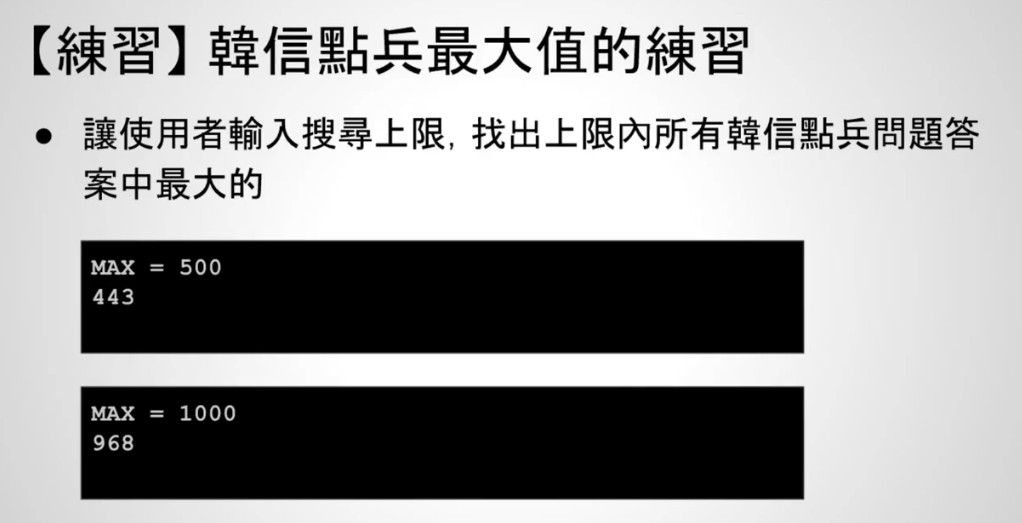 【練習】韓信點兵最大值的練習
● 讓使用者輸入搜尋上限，找出上限內所有韓信點兵問題答
案中最大的
MAX = 500
443
MAX = 1000
968